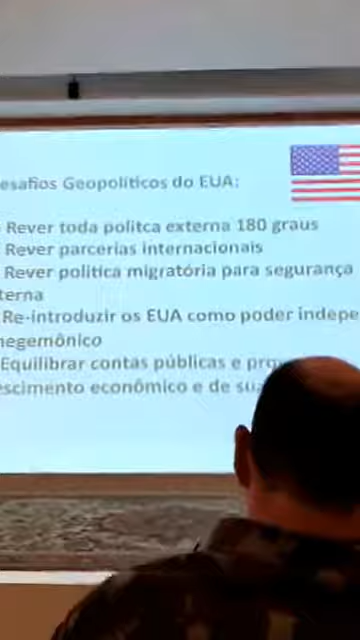 esafios Geopolíticos do EUA:
Rever toda politca externa 180 graus
Rever parcerias internacionais
Rever politica migratória para segurança
terna
Re-introduzir os EUA como poder indepe
hegemônico
Equilibrar contas públicas e pro
escimento econômico e de su